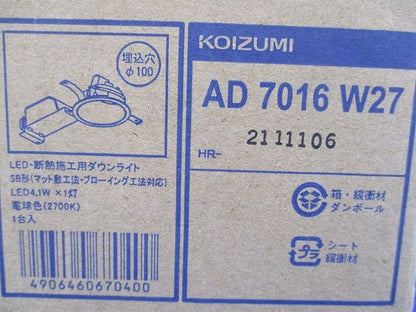 埋込穴
φ100
LED・断熱施工用ダウンライト
SB形(マット敷工法・ブローイング工法対応)
LED4.1W ×1灯
電球色(2700K)
1台入
4906460670400
KOIZUMI
AD 7016 W27
2111106
HR-
箱・緩衝材
ダンボール
プラ
シート
緩衝材